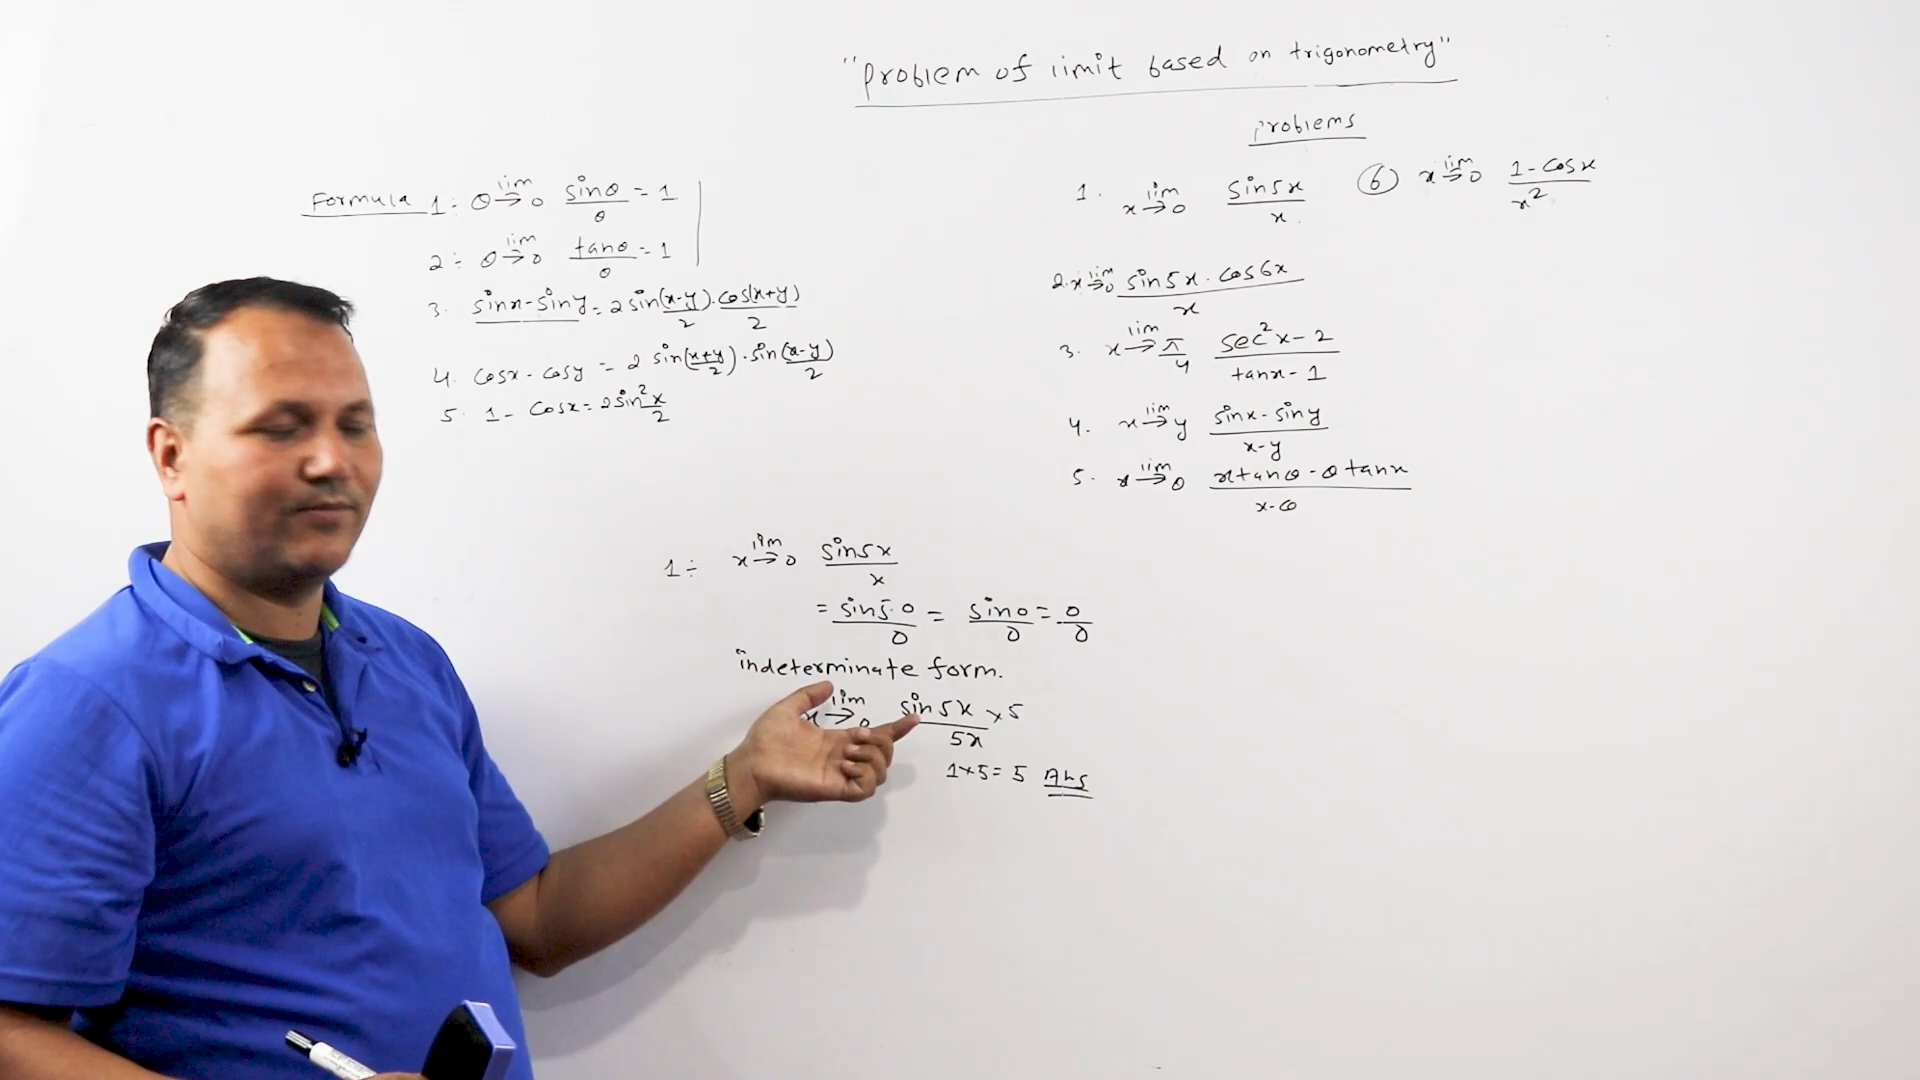 "Problem of limit based on trigonometry"
Problems
Formula 1÷ lim θ→0 sinθ/θ = 1
2÷ lim θ→0 tanθ/θ = 1
3. sinx-siny = 2 sin(x-y)/2 . cos(x+y)/2
4. cosx - cosy = 2 sin(x+y/2) . sin(x-y)/2
5. 1 - cosx = 2sin²x/2
1. lim x→0 sin5x/x
⑥ lim x→0 1-cosx/x²
2. lim x→0 sin5x . cos6x/x
3. lim x→π/4 sec²x-2/tanx-1
4. lim x→y sinx-siny/x-y
5. lim x→θ xtanθ-θtanx/x-θ
1÷ lim x→0 sin5x/x
= sin5.0/0 = sin0/0 = 0/0
indeterminate form.
lim x→0 sin5x/5x × 5
1×5 = 5 Ans